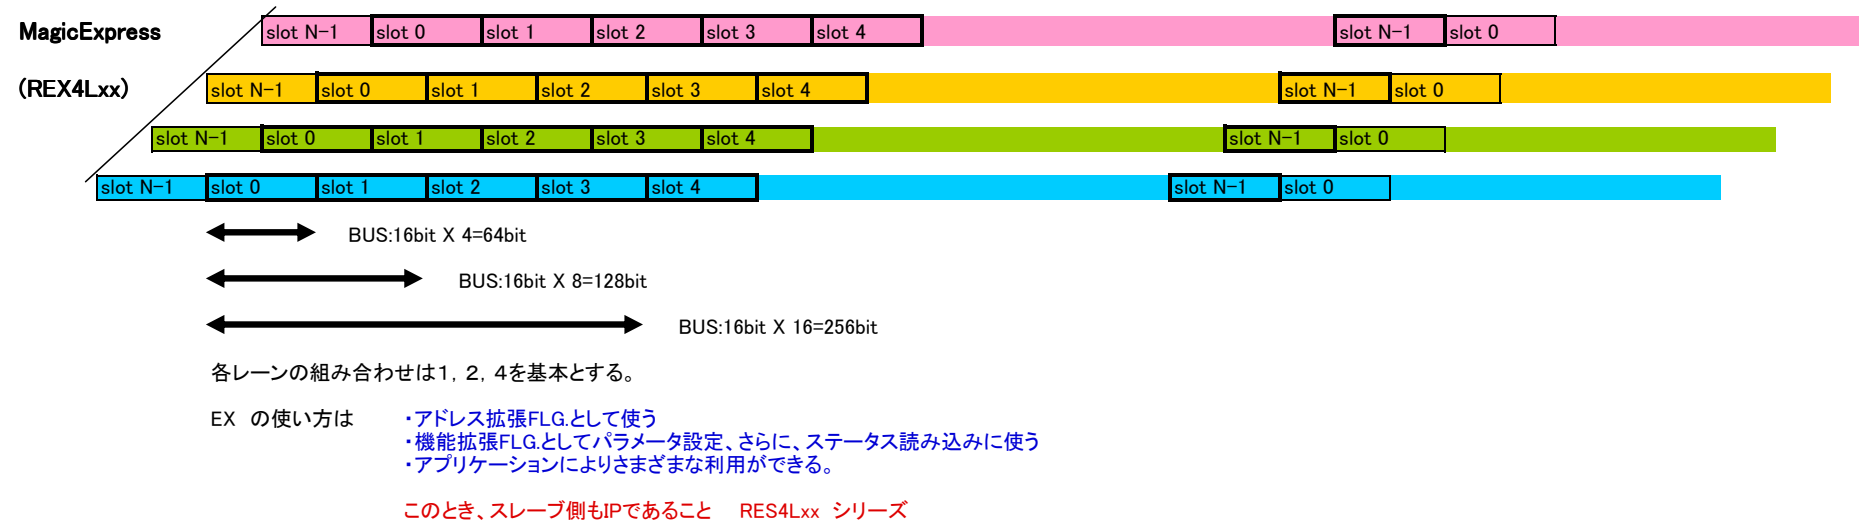 MagicExpress slot N-1 slot 0 slot 1 slot 2 slot 3 slot 4 slot N-1 slot 0
(REX4Lxx) slot N-1 slot 0 slot 1 slot 2 slot 3 slot 4 slot N-1 slot 0
slot N-1 slot 0 slot 1 slot 2 slot 3 slot 4 slot N-1 slot 0
slot N-1 slot 0 slot 1 slot 2 slot 3 slot 4 slot N-1 slot 0
BUS:16bit X 4=64bit
BUS:16bit X 8=128bit
BUS:16bit X 16=256bit
各レーンの組み合わせは１，２，４を基本とする。
EX の使い方は ・アドレス拡張FLG.として使う
・機能拡張FLG.としてパラメータ設定、さらに、ステータス読み込みに使う
・アプリケーションによりさまざまな利用ができる。
このとき、スレーブ側もIPであること RES4Lxx シリーズ